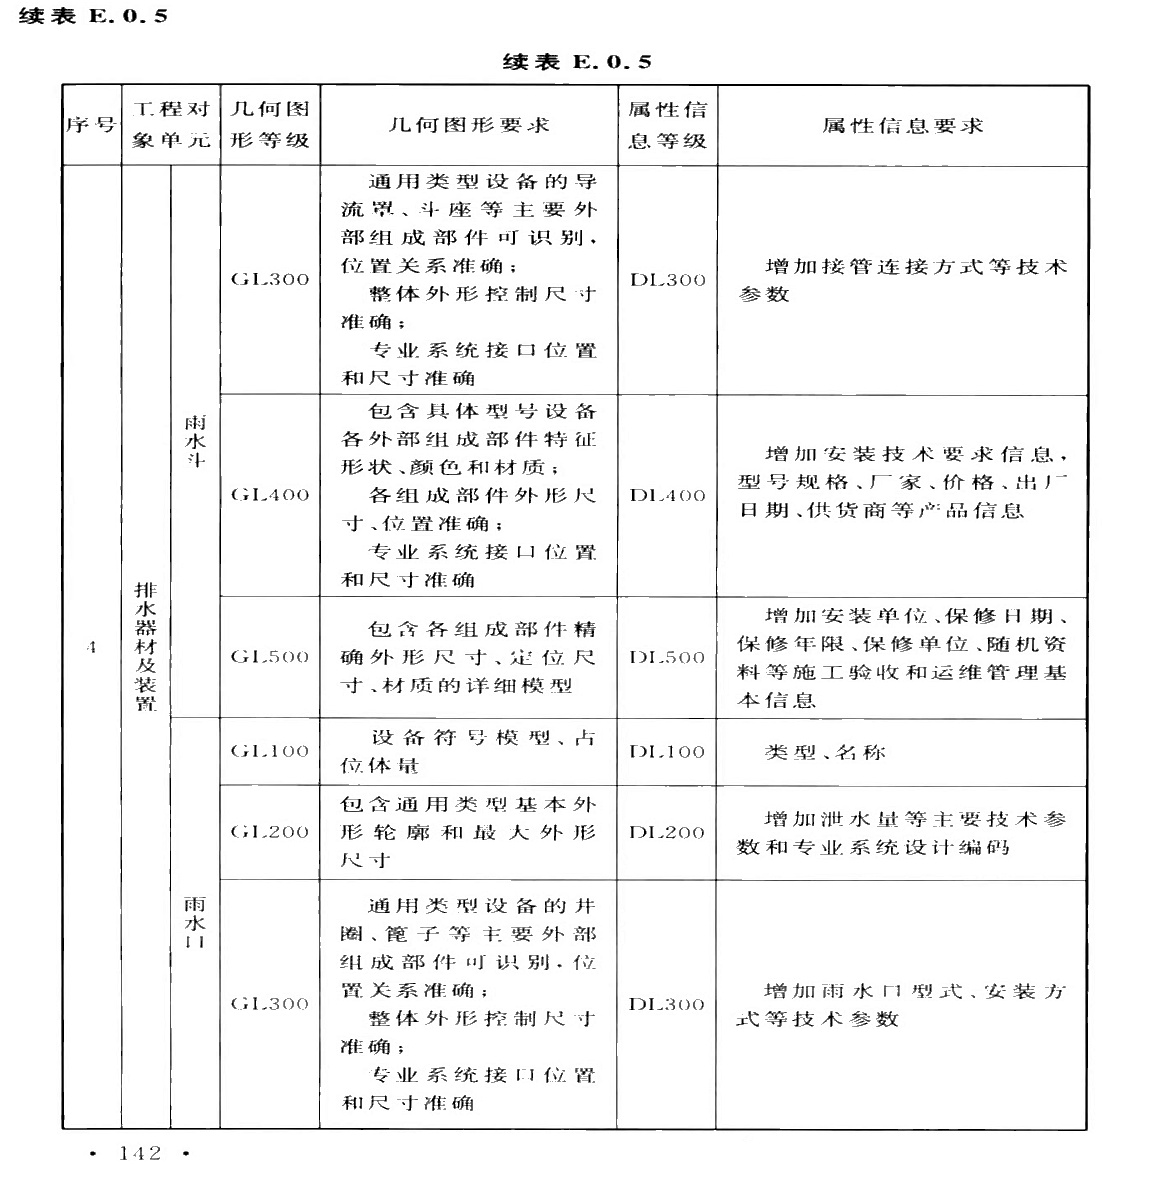 续表 E.0.5
续表 E.0.5
序号
工程对
象单元
几何图
形等级
几何图形要求
属性信
息等级
属性信息要求
4
排水器材及装置
雨水斗
GL300
通用类型设备的导
流罩、斗座等主要外
部组成部件可识别，
位置关系准确；
整体外形控制尺寸
准确；
专业系统接口位置
和尺寸准确
DL300
增加接管连接方式等技术
参数
GL400
包含具体型号设备
各外部组成部件特征
形状、颜色和材质；
各组成部件外形尺
寸、位置准确；
专业系统接口位置
和尺寸准确
DL400
增加安装技术要求信息，
型号规格、厂家、价格、出厂
日期、供货商等产品信息
GL500
包含各组成部件精
确外形尺寸、定位尺
寸、材质的详细模型
DL500
增加安装单位、保修日期、
保修年限、保修单位、随机资
料等施工验收和运维管理基
本信息
雨水口
GL100
设备符号模型、占
位体量
DL100
类型、名称
GL200
包含通用类型基本外
形轮廓和最大外形
尺寸
DL200
增加泄水量等主要技术参
数和专业系统设计编码
GL300
通用类型设备的井
圈、篦子等主要外部
组成部件可识别，位
置关系准确；
整体外形控制尺寸
准确；
专业系统接口位置
和尺寸准确
DL300
增加雨水口型式、安装方
式等技术参数
· 142 ·